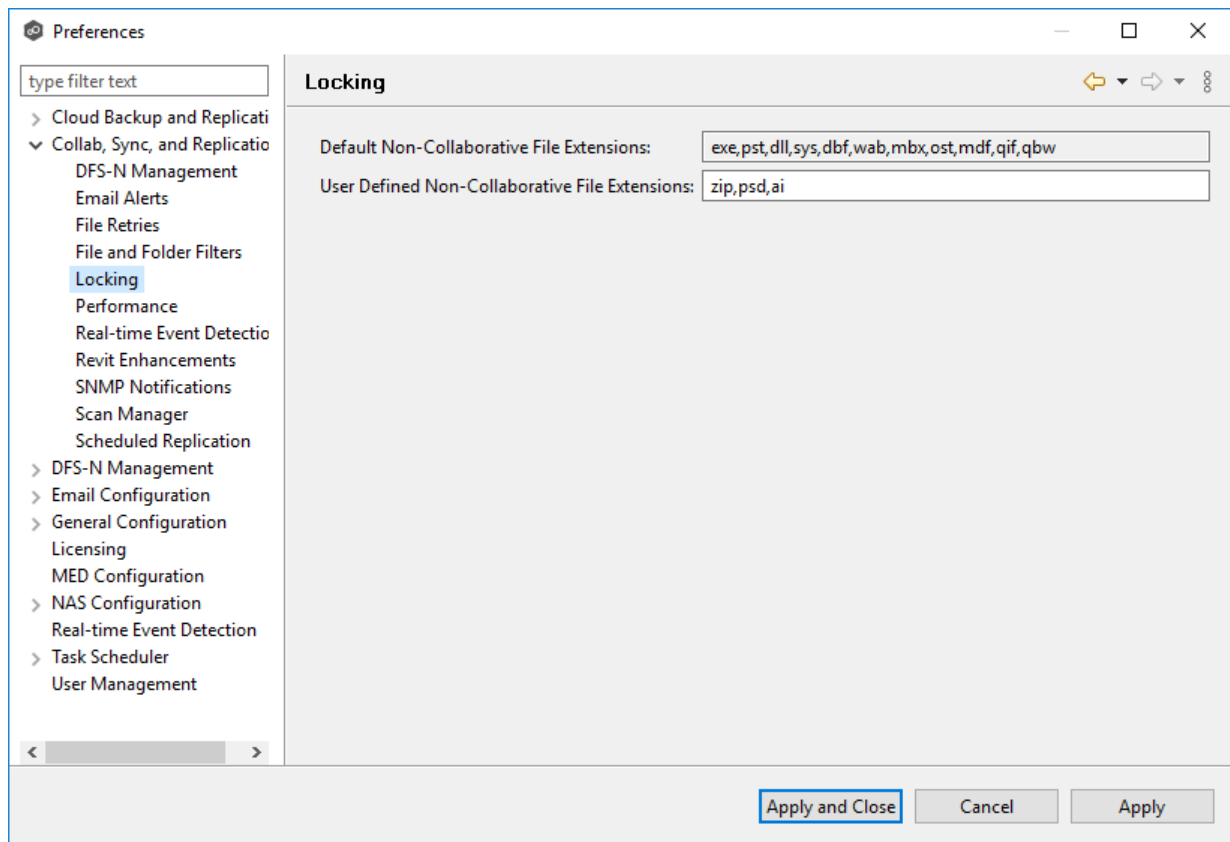 Preferences
type filter text
Locking
Cloud Backup and Replicati
Collab, Sync, and Replicatio
DFS-N Management
Email Alerts
File Retries
File and Folder Filters
Locking
Performance
Real-time Event Detectio
Revit Enhancements
SNMP Notifications
Scan Manager
Scheduled Replication
DFS-N Management
Email Configuration
General Configuration
Licensing
MED Configuration
NAS Configuration
Real-time Event Detection
Task Scheduler
User Management
Default Non-Collaborative File Extensions: exe,pst,dll,sys,dbf,wab,mbx,ost,mdf,qif,qbw
User Defined Non-Collaborative File Extensions: zip,psd,ai
Apply and Close Cancel Apply